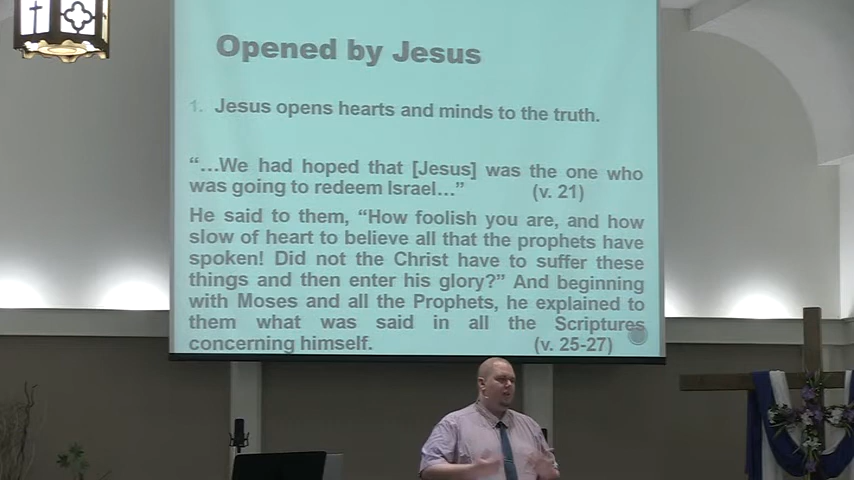 Opened by Jesus
1. Jesus opens hearts and minds to the truth.
“...We had hoped that [Jesus] was the one who
was going to redeem Israel...” (v. 21)
He said to them, “How foolish you are, and how
slow of heart to believe all that the prophets have
spoken! Did not the Christ have to suffer these
things and then enter his glory?” And beginning
with Moses and all the Prophets, he explained to
them what was said in all the Scriptures
concerning himself. (v. 25-27)